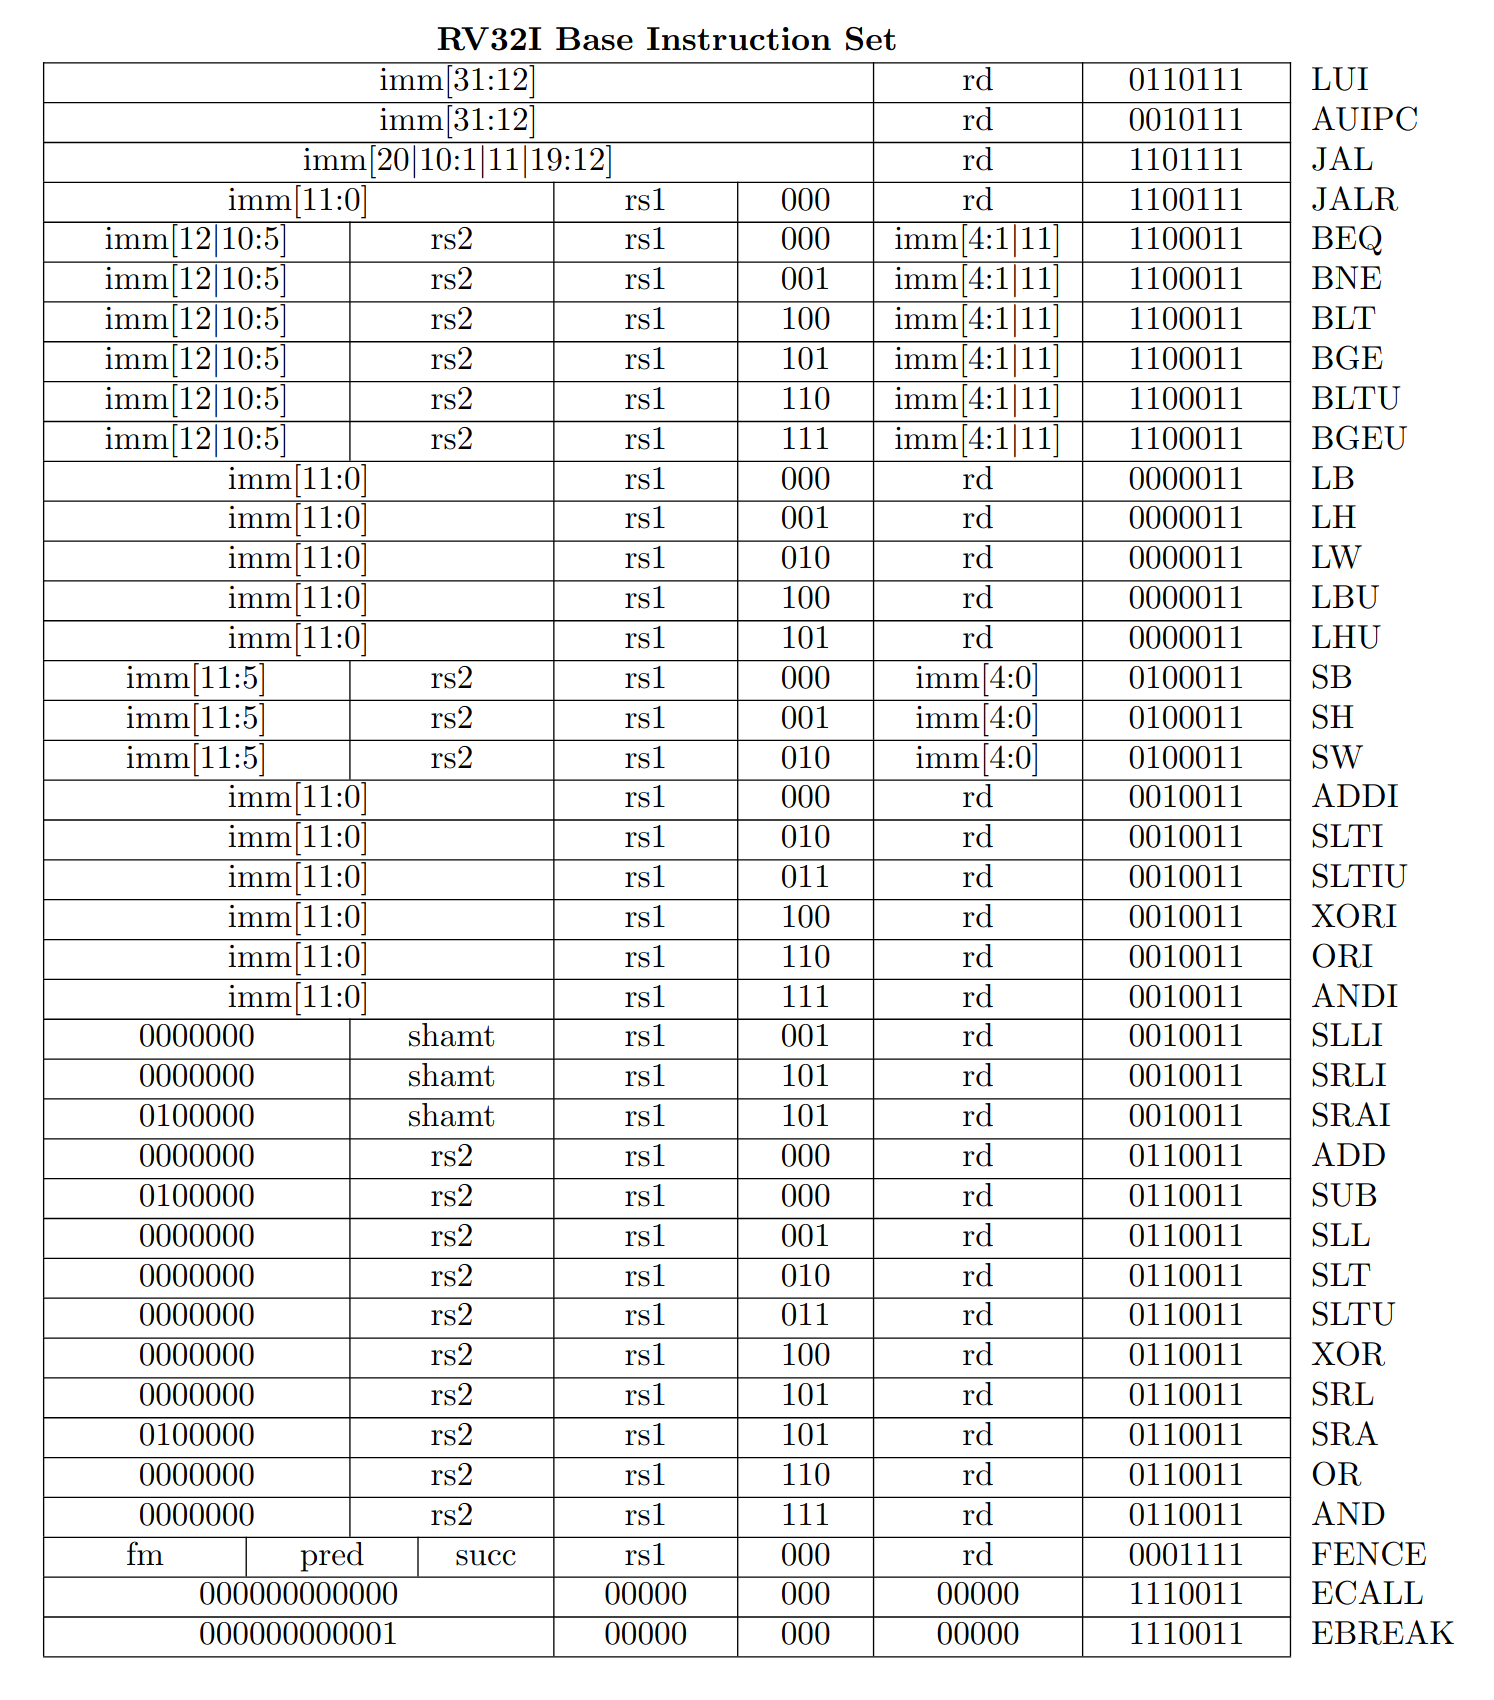 RV32I Base Instruction Set
imm[31:12] rd 0110111 LUI
imm[31:12] rd 0010111 AUIPC
imm[20|10:1|11|19:12] rd 1101111 JAL
imm[11:0] rs1 000 rd 1100111 JALR
imm[12|10:5] rs2 rs1 000 imm[4:1|11] 1100011 BEQ
imm[12|10:5] rs2 rs1 001 imm[4:1|11] 1100011 BNE
imm[12|10:5] rs2 rs1 100 imm[4:1|11] 1100011 BLT
imm[12|10:5] rs2 rs1 101 imm[4:1|11] 1100011 BGE
imm[12|10:5] rs2 rs1 110 imm[4:1|11] 1100011 BLTU
imm[12|10:5] rs2 rs1 111 imm[4:1|11] 1100011 BGEU
imm[11:0] rs1 000 rd 0000011 LB
imm[11:0] rs1 001 rd 0000011 LH
imm[11:0] rs1 010 rd 0000011 LW
imm[11:0] rs1 100 rd 0000011 LBU
imm[11:0] rs1 101 rd 0000011 LHU
imm[11:5] rs2 rs1 000 imm[4:0] 0100011 SB
imm[11:5] rs2 rs1 001 imm[4:0] 0100011 SH
imm[11:5] rs2 rs1 010 imm[4:0] 0100011 SW
imm[11:0] rs1 000 rd 0010011 ADDI
imm[11:0] rs1 010 rd 0010011 SLTI
imm[11:0] rs1 011 rd 0010011 SLTIU
imm[11:0] rs1 100 rd 0010011 XORI
imm[11:0] rs1 110 rd 0010011 ORI
imm[11:0] rs1 111 rd 0010011 ANDI
0000000 shamt rs1 001 rd 0010011 SLLI
0000000 shamt rs1 101 rd 0010011 SRLI
0100000 shamt rs1 101 rd 0010011 SRAI
0000000 rs2 rs1 000 rd 0110011 ADD
0100000 rs2 rs1 000 rd 0110011 SUB
0000000 rs2 rs1 001 rd 0110011 SLL
0000000 rs2 rs1 010 rd 0110011 SLT
0000000 rs2 rs1 011 rd 0110011 SLTU
0000000 rs2 rs1 100 rd 0110011 XOR
0000000 rs2 rs1 101 rd 0110011 SRL
0100000 rs2 rs1 101 rd 0110011 SRA
0000000 rs2 rs1 110 rd 0110011 OR
0000000 rs2 rs1 111 rd 0110011 AND
fm pred succ rs1 000 rd 0001111 FENCE
000000000000 00000 000 00000 1110011 ECALL
000000000001 00000 000 00000 1110011 EBREAK